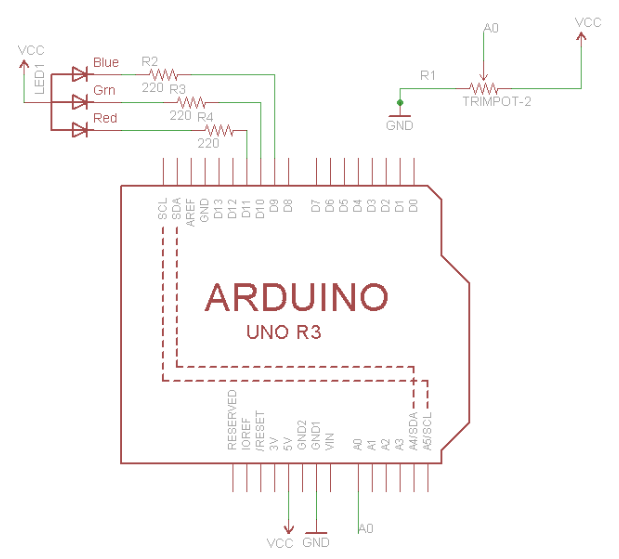 VCC
LED1
Blue
R2
220
Grn
R3
220
Red
R4
220
A0
VCC
R1
TRIMPOT-2
GND
SCL
SDA
AREF
GND
D13
D12
D11
D10
D9
D8
D7
D6
D5
D4
D3
D2
D1
D0
ARDUINO
UNO R3
RESERVED
IOREF
/RESET
3V
5V
GND2
GND1
VIN
A0
A1
A2
A3
A4/SDA
A5/SCL
VCC
GND
A0